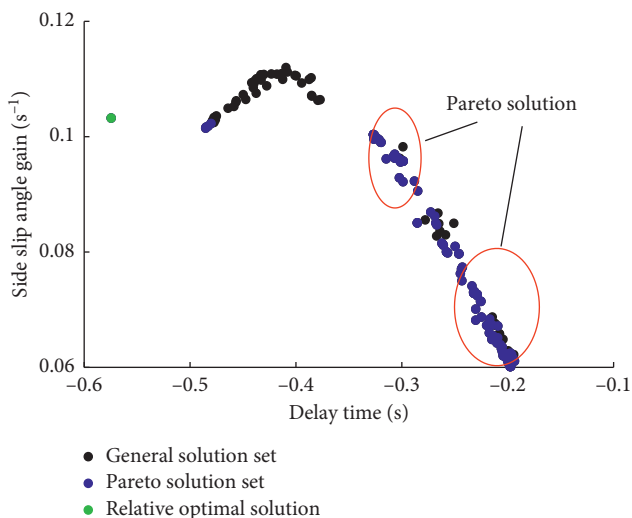 0.12
0.1
0.08
0.06
Side slip angle gain (s⁻¹)
Pareto solution
−0.6
−0.5
−0.4
−0.3
−0.2
−0.1
Delay time (s)
General solution set
Pareto solution set
Relative optimal solution